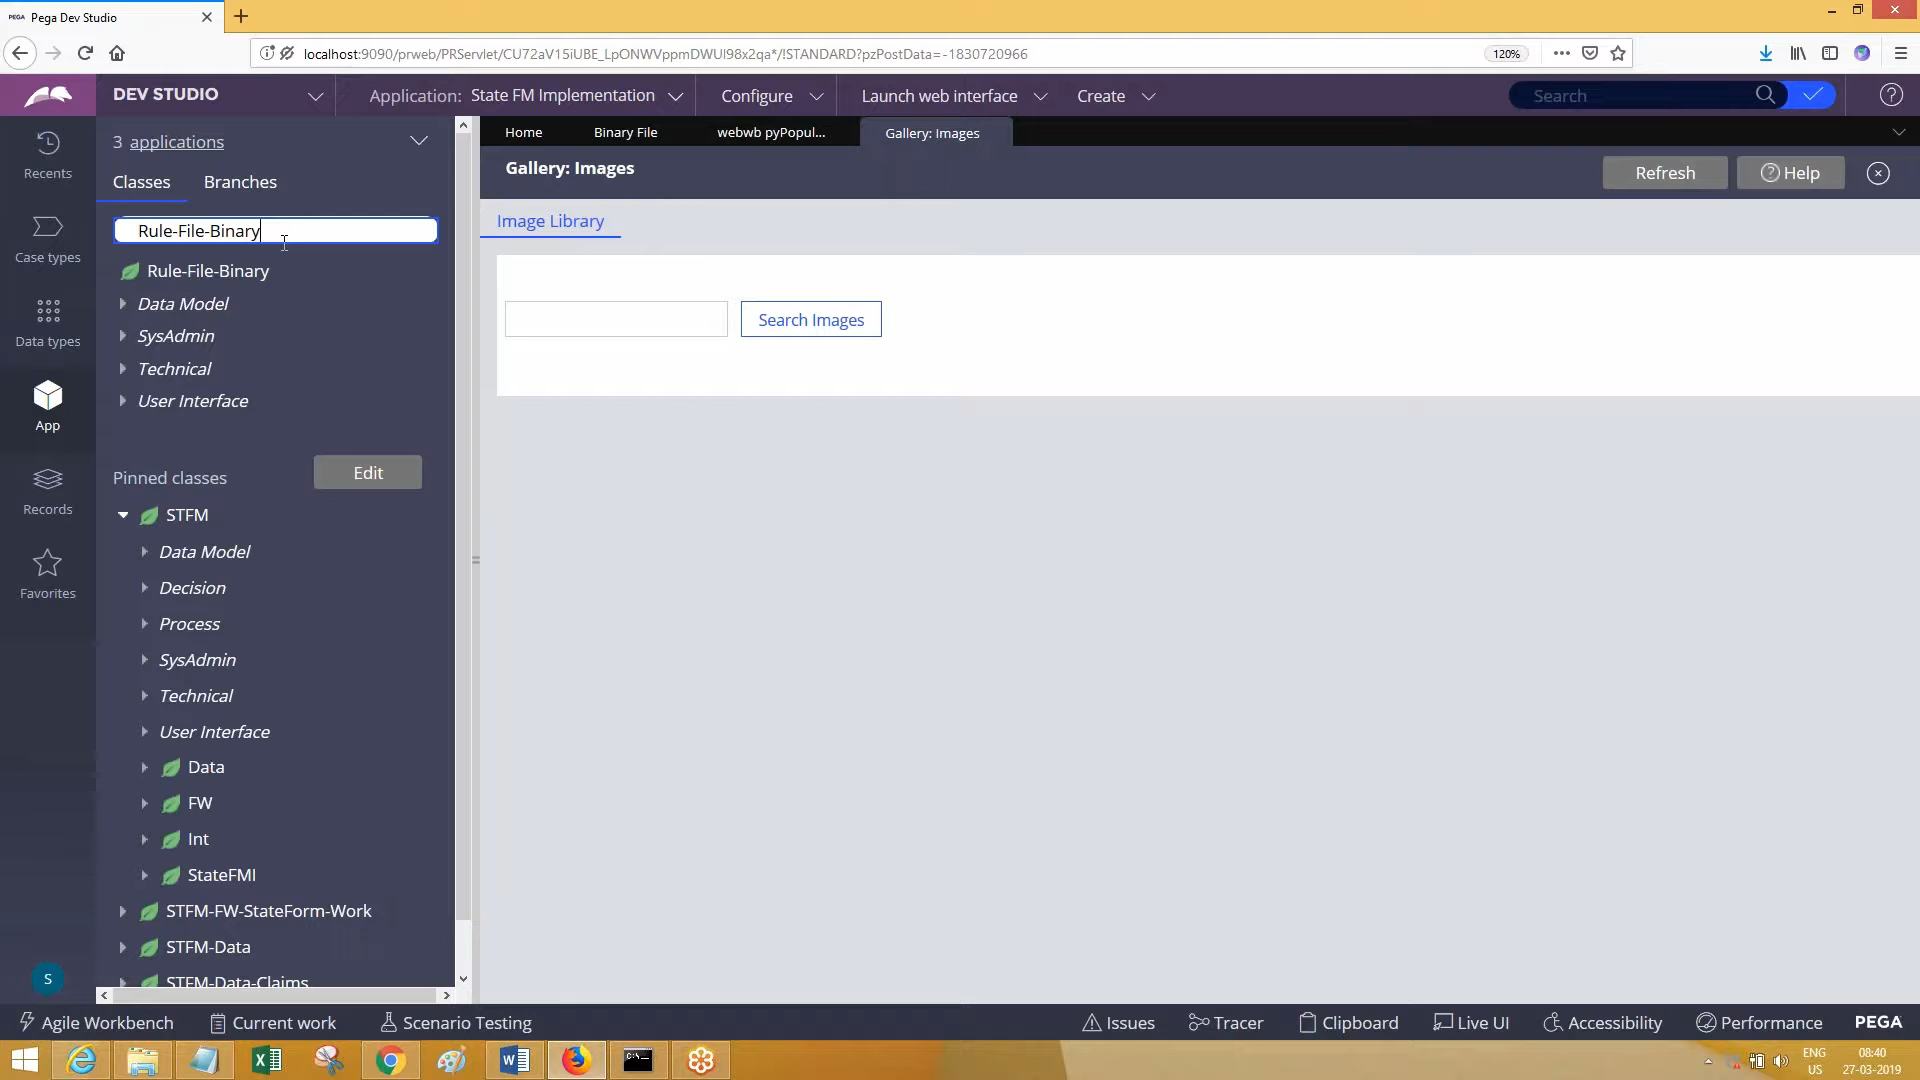 PEGA Pega Dev Studio
localhost:9090/prweb/PRServlet/CU72aV15iUBE_LpONWVppmDWUl98x2qa*/!STANDARD?pzPostData=-1830720966
120%
DEV STUDIO
Application: State FM Implementation
Configure
Launch web interface
Create
Search
Recents
Case types
Data types
App
Records
Favorites
S
3 applications
Classes
Branches
Rule-File-Binary
Rule-File-Binary
Data Model
SysAdmin
Technical
User Interface
Pinned classes
Edit
STFM
Data Model
Decision
Process
SysAdmin
Technical
User Interface
Data
FW
Int
StateFMI
STFM-FW-StateForm-Work
STFM-Data
STFM-Data-Claims
Home
Binary File
webwb pyPopul...
Gallery: Images
Gallery: Images
Refresh
Help
Image Library
Search Images
Agile Workbench
Current work
Scenario Testing
Issues
Tracer
Clipboard
Live UI
Accessibility
Performance
PEGA
ENG
US
08:40
27-03-2019